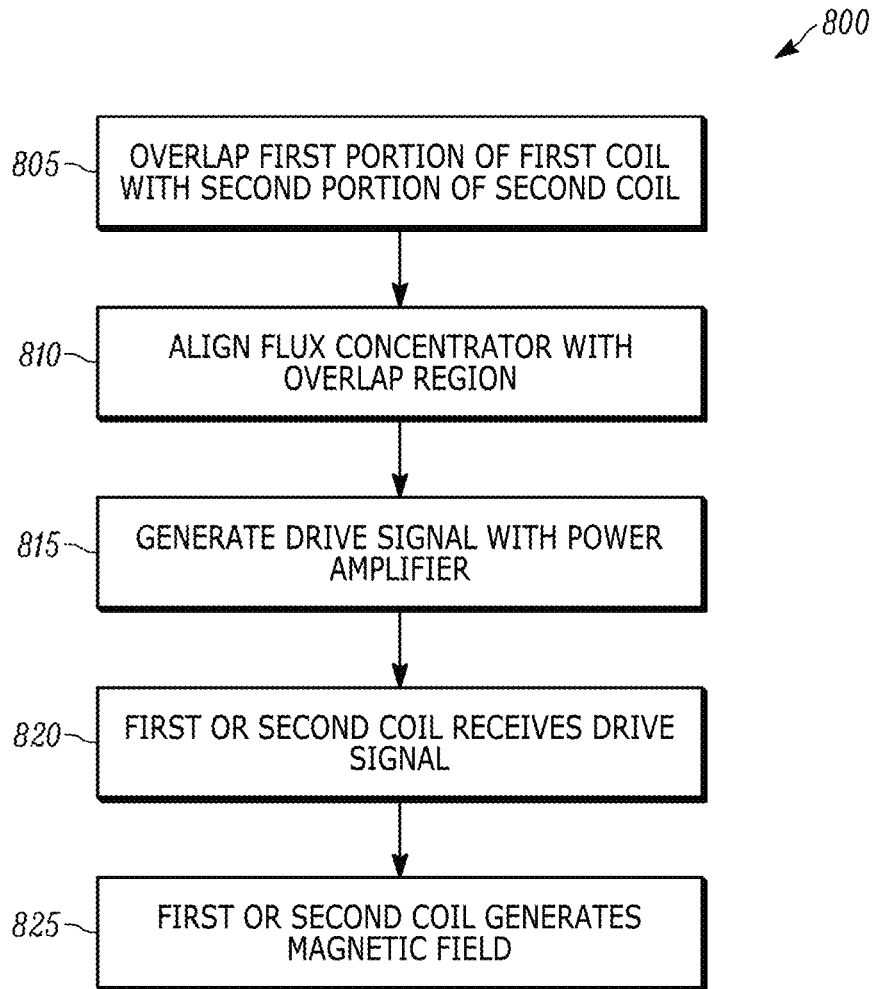 800
805
OVERLAP FIRST PORTION OF FIRST COIL
WITH SECOND PORTION OF SECOND COIL
810
ALIGN FLUX CONCENTRATOR WITH
OVERLAP REGION
815
GENERATE DRIVE SIGNAL WITH POWER
AMPLIFIER
820
FIRST OR SECOND COIL RECEIVES DRIVE
SIGNAL
825
FIRST OR SECOND COIL GENERATES
MAGNETIC FIELD